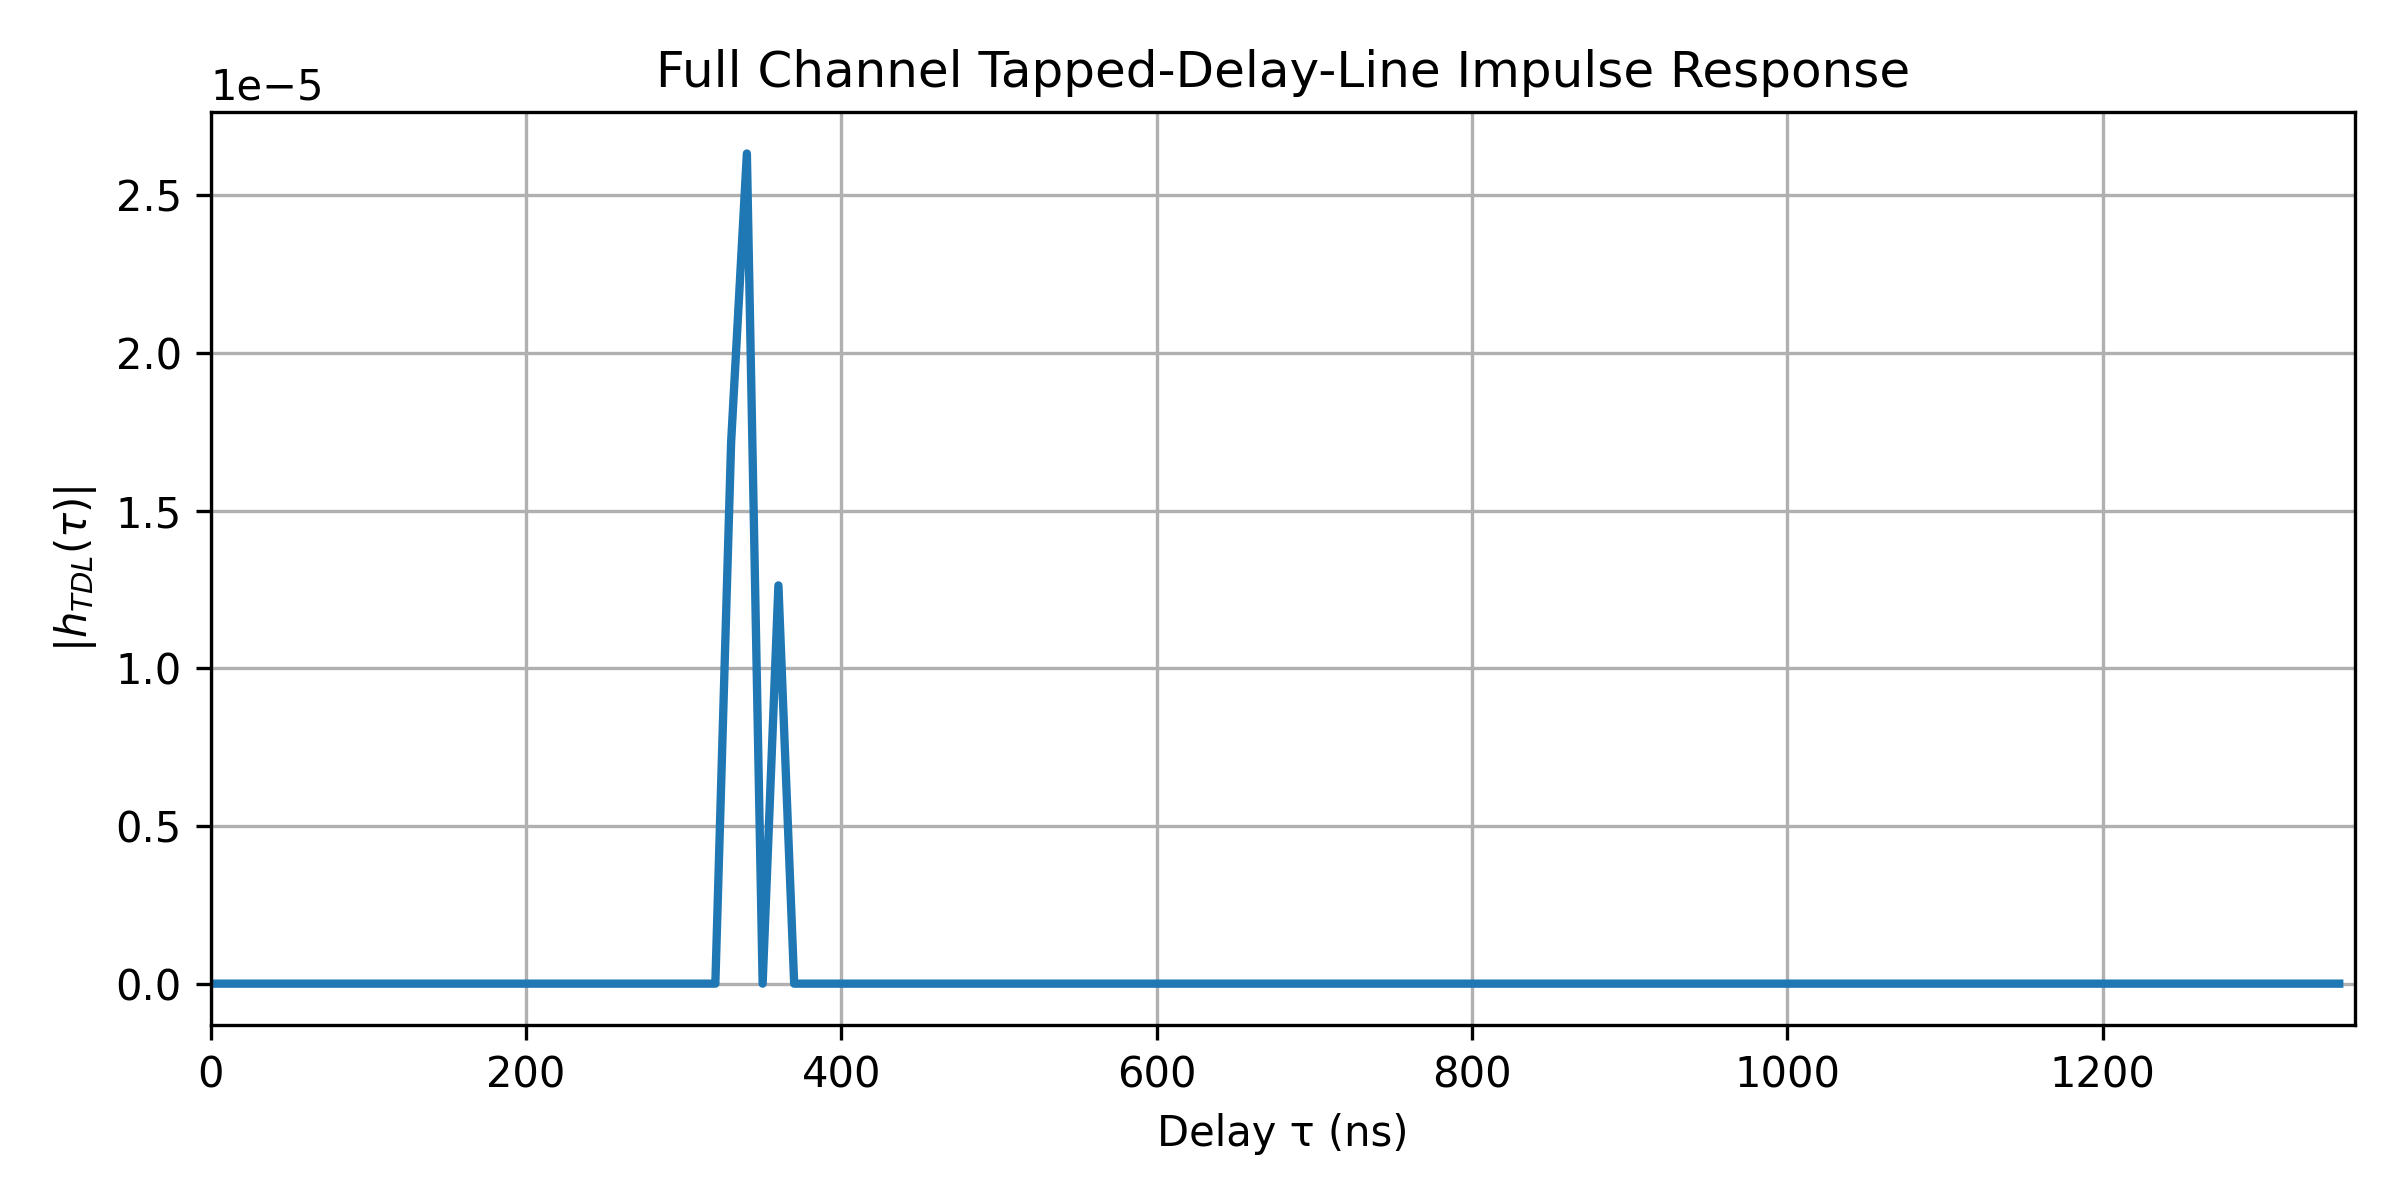 Full Channel Tapped-Delay-Line Impulse Response
1e−5
2.5
2.0
1.5
1.0
0.5
0.0
|h_{TDL}(τ)|
0 200 400 600 800 1000 1200
Delay τ (ns)